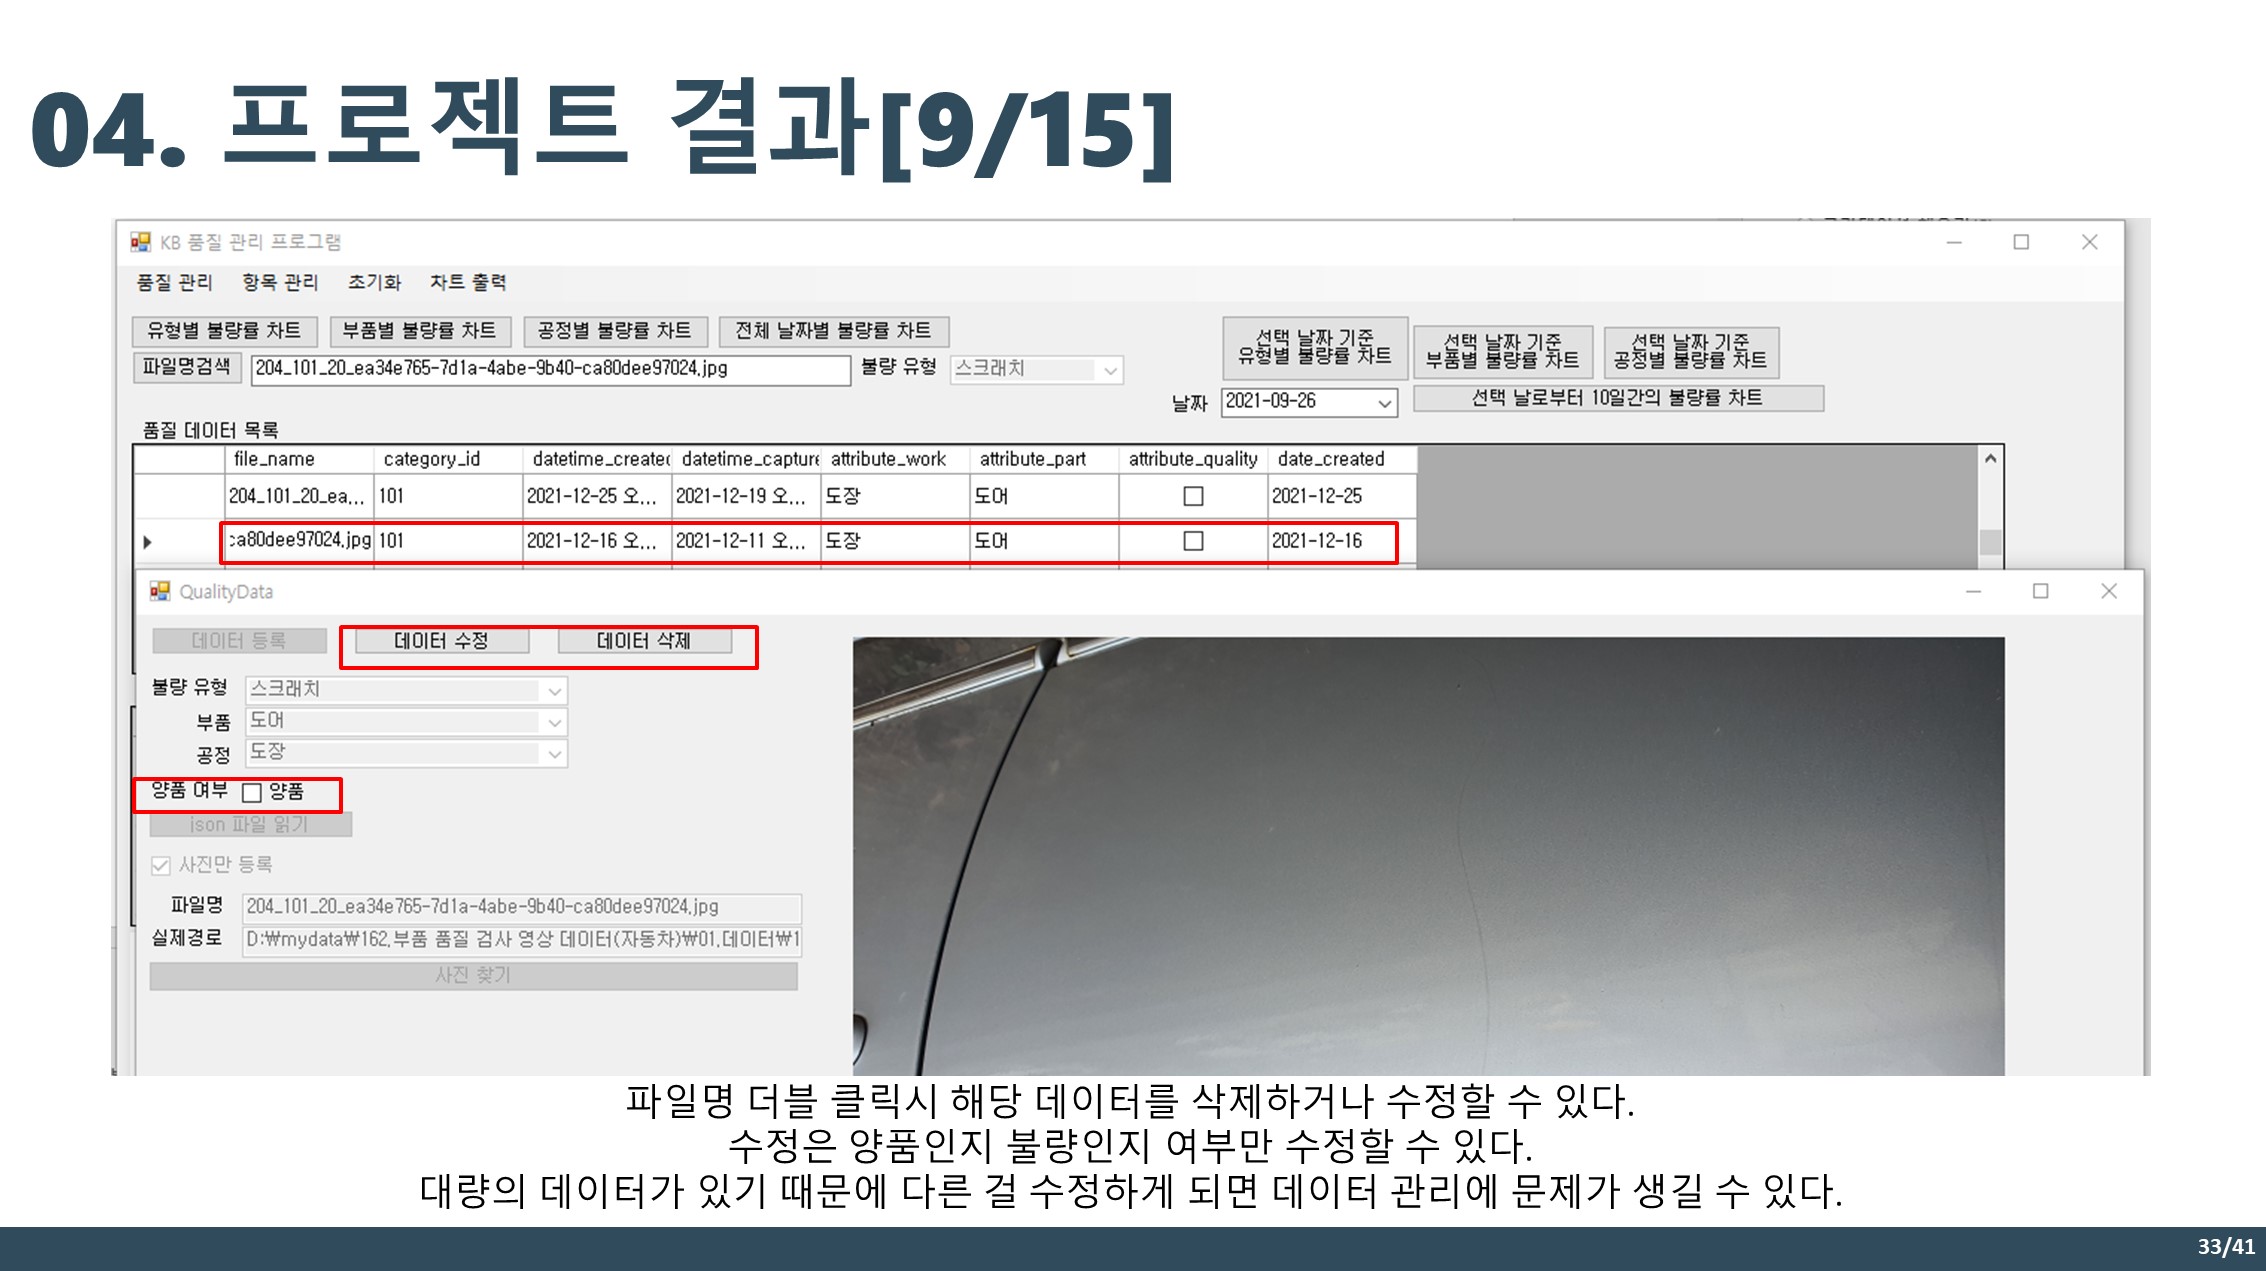 04. 프로젝트 결과[9/15]
KB 품질 관리 프로그램
품질 관리 항목 관리 초기화 차트 출력
유형별 불량률 차트 부품별 불량률 차트 공정별 불량률 차트 전체 날짜별 불량률 차트
선택 날짜 기준
유형별 불량률 차트
선택 날짜 기준
부품별 불량률 차트
선택 날짜 기준
공정별 불량률 차트
파일명검색 204_101_20_ea34e765-7d1a-4abe-9b40-ca80dee97024.jpg 불량 유형 스크래치
날짜 2021-09-26 선택 날로부터 10일간의 불량률 차트
품질 데이터 목록
file_name category_id datetime_created datetime_capture attribute_work attribute_part attribute_quality date_created
204_101_20_ea... 101 2021-12-25 오... 2021-12-19 오... 도장 도어 2021-12-25
ca80dee97024.jpg 101 2021-12-16 오... 2021-12-11 오... 도장 도어 2021-12-16
QualityData
데이터 등록 데이터 수정 데이터 삭제
불량 유형 스크래치
부품 도어
공정 도장
양품 여부 양품
json 파일 읽기
사진만 등록
파일명 204_101_20_ea34e765-7d1a-4abe-9b40-ca80dee97024.jpg
실제경로 D:₩mydata₩162.부품 품질 검사 영상 데이터(자동차)₩01.데이터₩1
사진 찾기
파일명 더블 클릭시 해당 데이터를 삭제하거나 수정할 수 있다.
수정은 양품인지 불량인지 여부만 수정할 수 있다.
대량의 데이터가 있기 때문에 다른 걸 수정하게 되면 데이터 관리에 문제가 생길 수 있다.
33/41